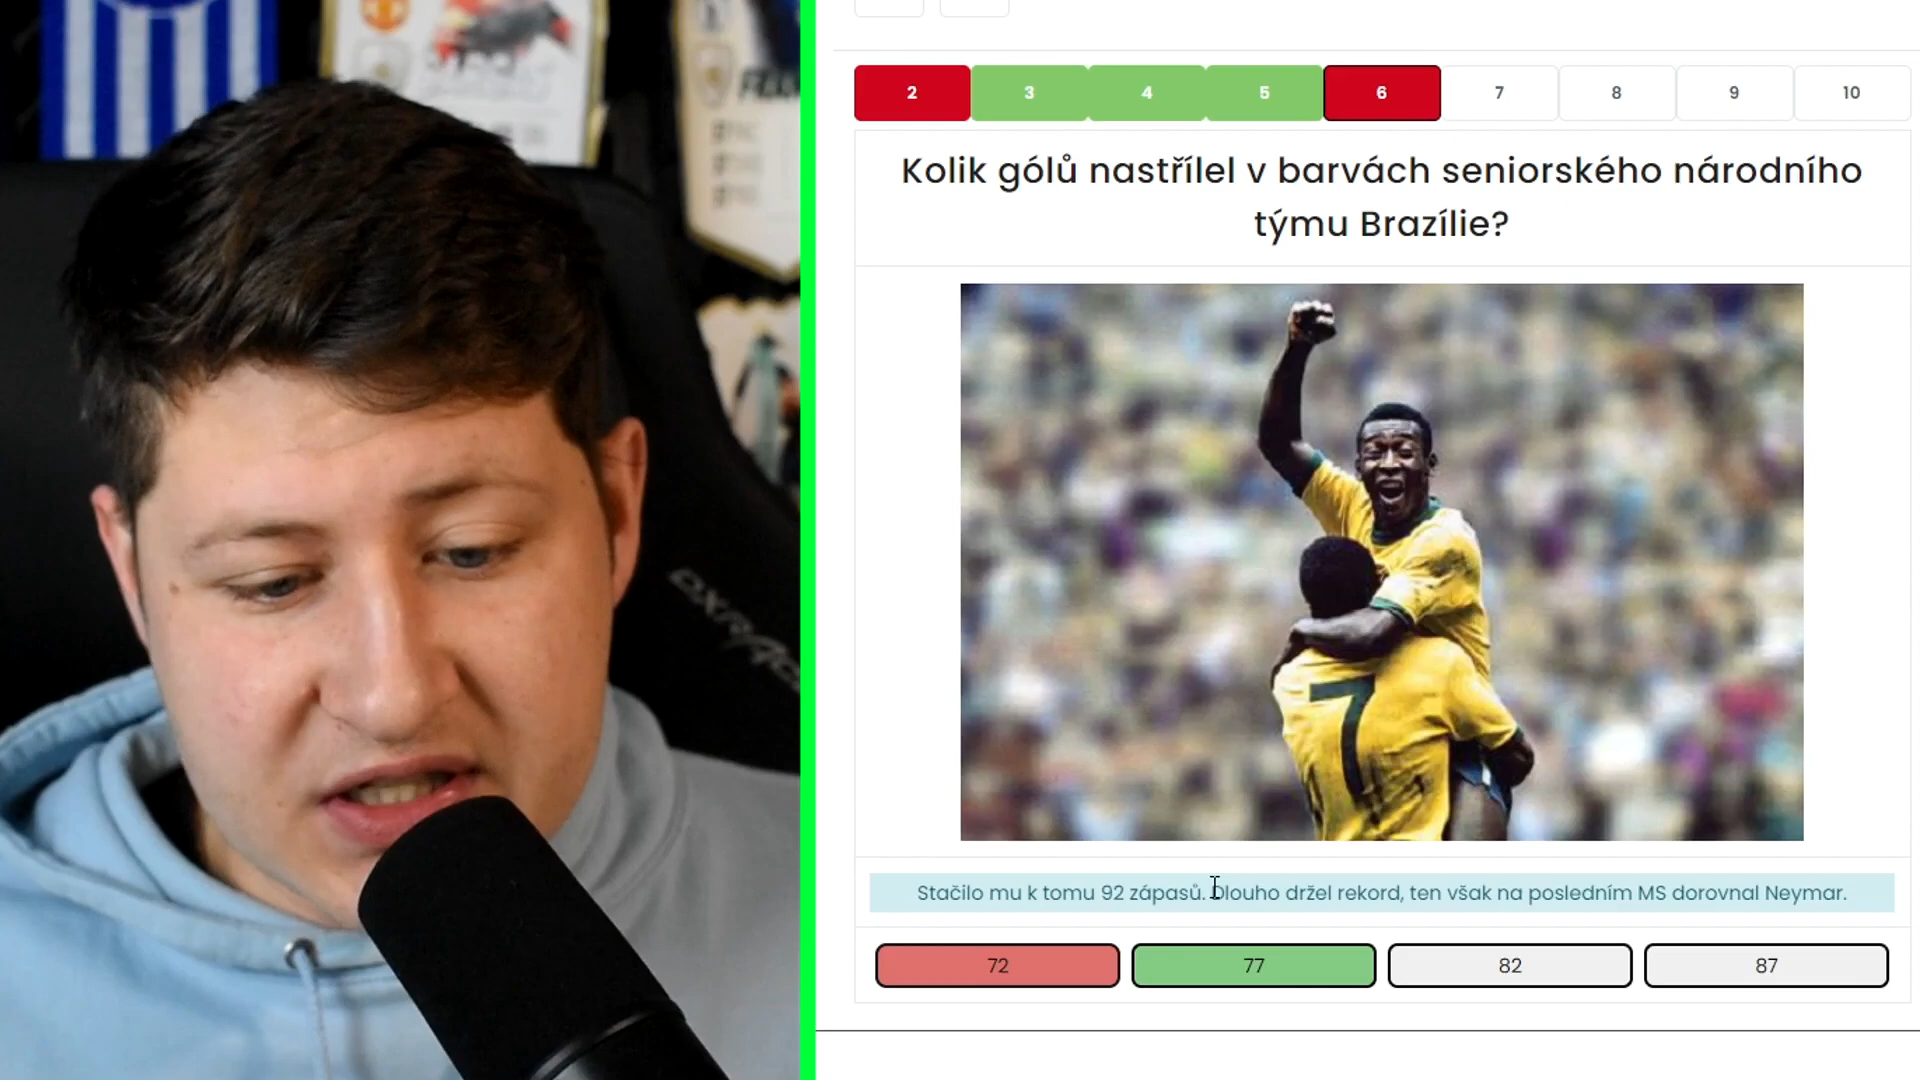 2 3 4 5 6 7 8 9 10
Kolik gólů nastřílel v barvách seniorského národního
týmu Brazílie?
7
Stačilo mu k tomu 92 zápasů. Dlouho držel rekord, ten však na posledním MS dorovnal Neymar.
72 77 82 87